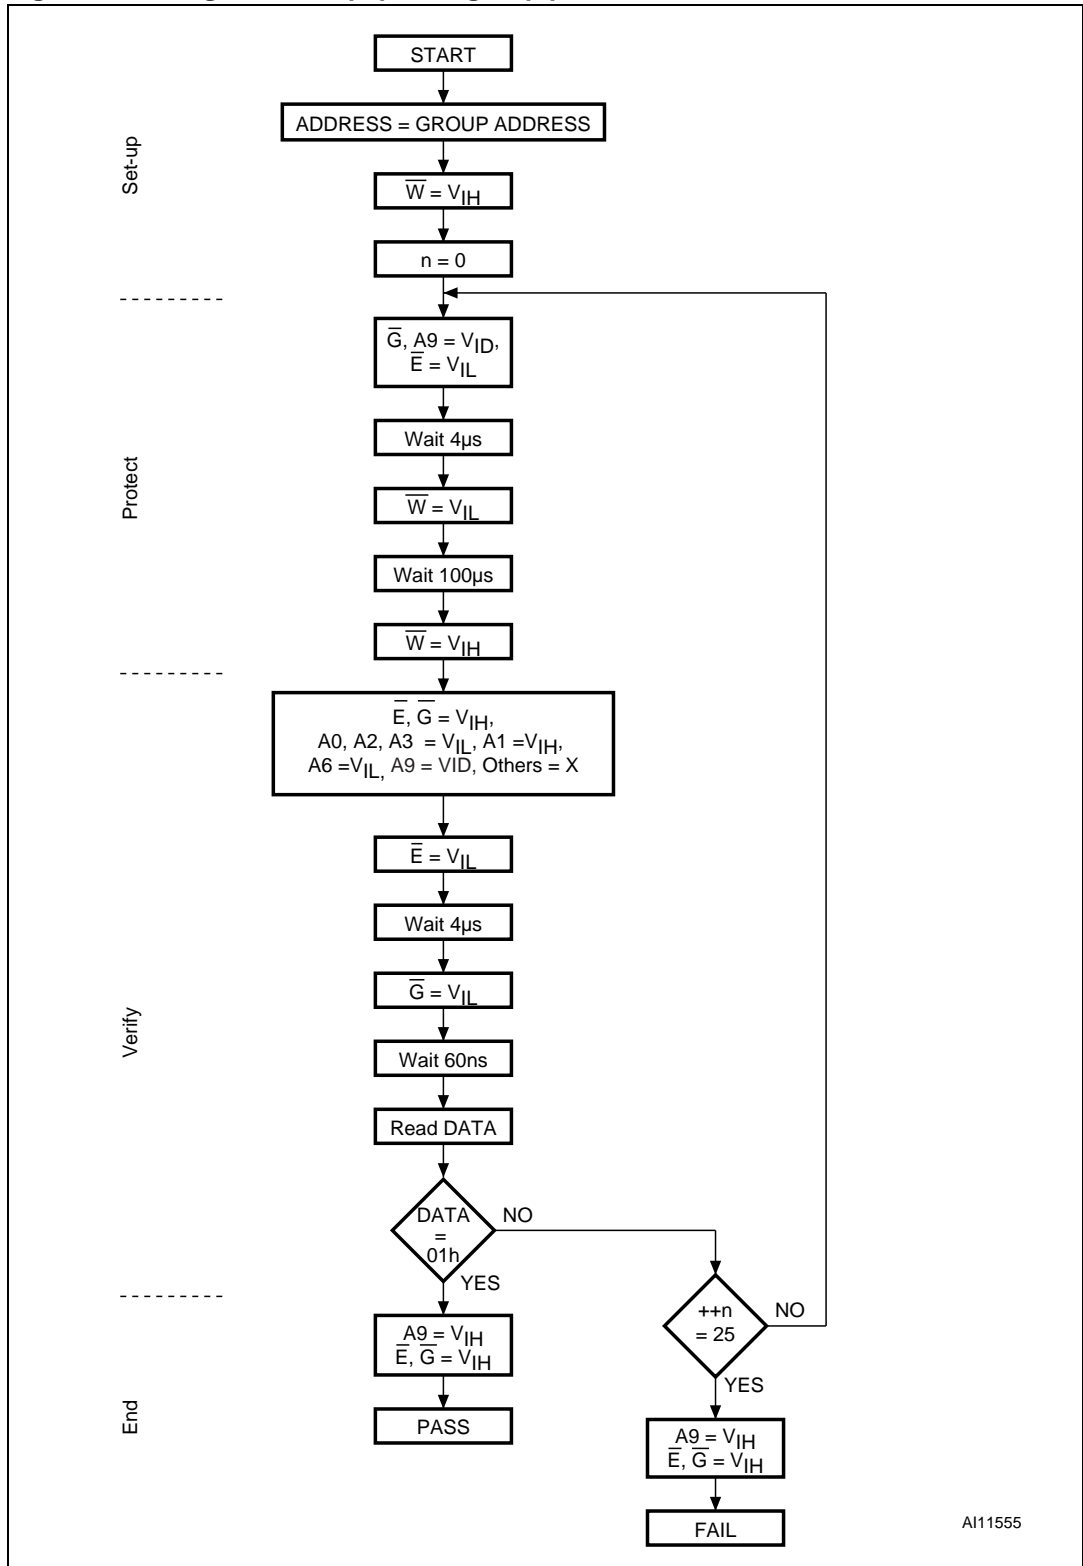 START
ADDRESS = GROUP ADDRESS
Set-up
W̅ = VIH
n = 0
G̅, A9 = VID,
E̅ = VIL
Wait 4µs
Protect
W̅ = VIL
Wait 100µs
W̅ = VIH
E̅, G̅ = VIH,
A0, A2, A3 = VIL, A1 =VIH,
A6 =VIL, A9 = VID, Others = X
E̅ = VIL
Wait 4µs
G̅ = VIL
Verify
Wait 60ns
Read DATA
DATA
=
01h
NO
YES
++n
= 25
NO
YES
A9 = VIH
E̅, G̅ = VIH
End
PASS
A9 = VIH
E̅, G̅ = VIH
FAIL
AI11555